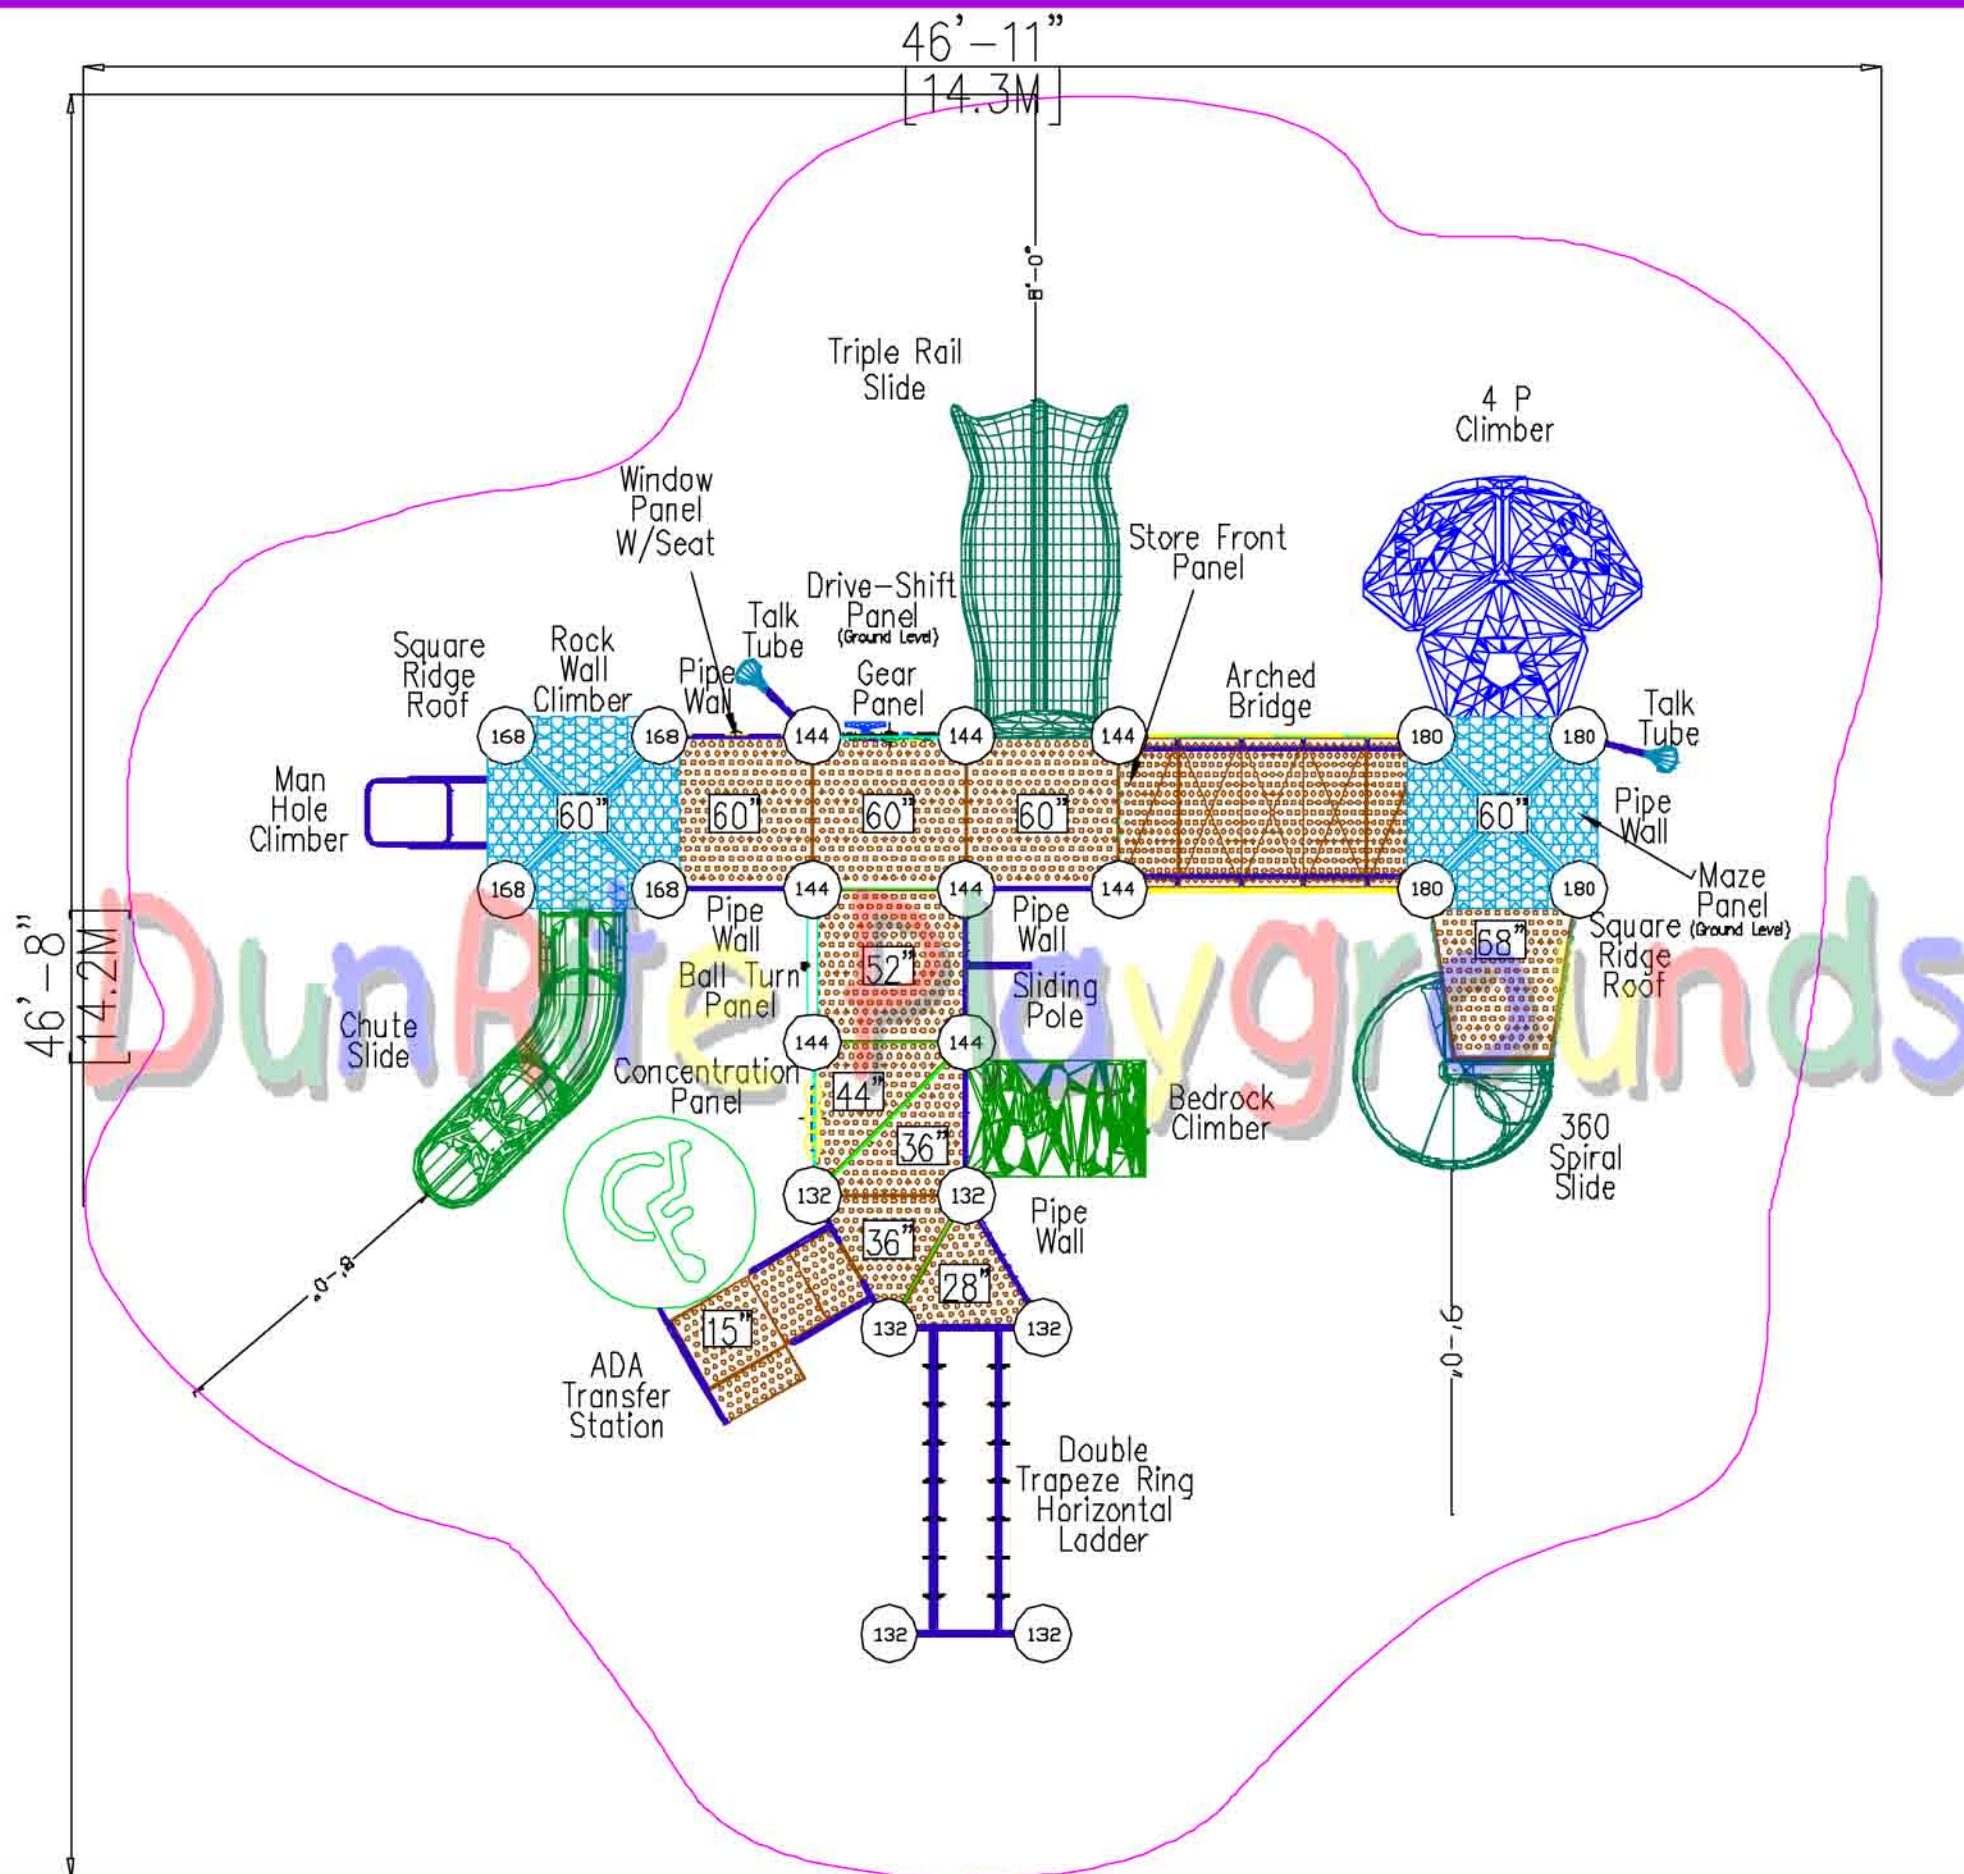 46'-11"
[14.3M]
8'-0"
Triple Rail
Slide
4 P
Climber
Window
Panel
W/Seat
Store Front
Panel
Drive-Shift
Panel
(Ground Level)
Talk
Tube
Square
Ridge
Roof
Rock
Wall
Climber
Pipe
Wall
Gear
Panel
Arched
Bridge
Talk
Tube
168
168
144
144
144
180
180
Man
Hole
Climber
60"
60"
60"
60"
60"
Pipe
Wall
168
168
144
144
144
180
180
Maze
Panel
(Ground Level)
Pipe
Wall
Pipe
Wall
Square
Ridge
Roof
46'-8"
[14.2M]
DunRite Playgrounds
52"
68"
Ball Turn
Panel
Sliding
Pole
Chute
Slide
144
144
Concentration
Panel
44"
36"
Bedrock
Climber
360
Spiral
Slide
132
132
Pipe
Wall
36"
28"
8'-0"
15"
132
132
9'-0"
ADA
Transfer
Station
Double
Trapeze Ring
Horizontal
Ladder
132
132